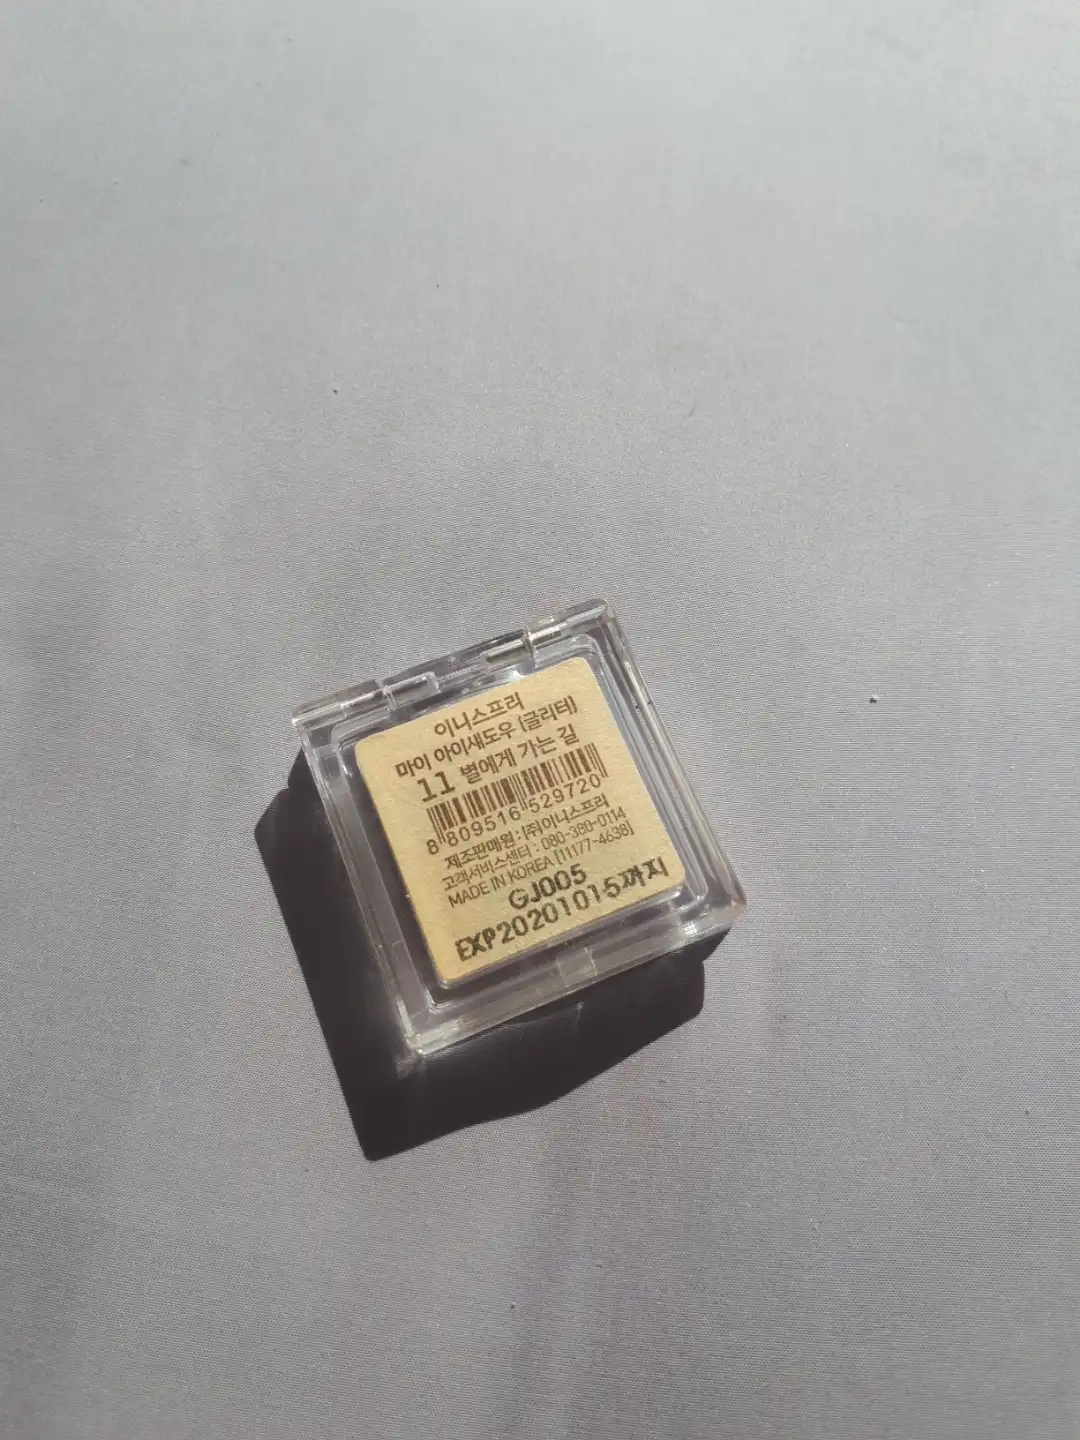 이니스프리
마이 아이섀도우 (글리터)
11 별에게 가는 길
8 809516 529720
제조판매원 : (주)이니스프리
고객서비스센터 : 080-380-0114
MADE IN KOREA [11177-4638]
GJ005
EXP20201015까지